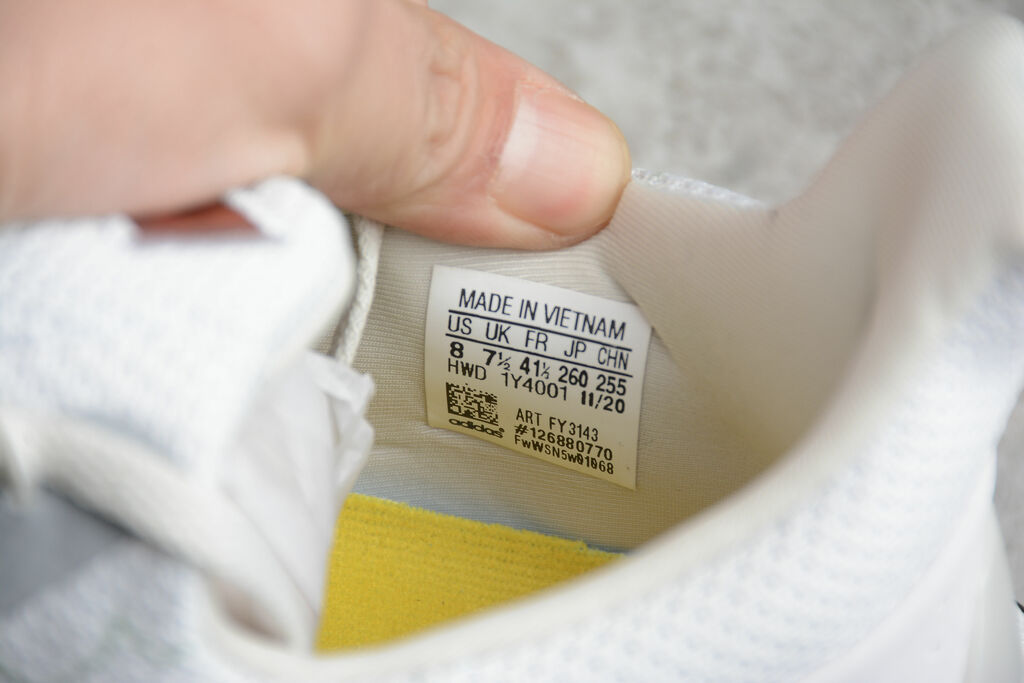 MADE IN VIETNAM
US UK FR JP CHN
8 7½ 41½ 260 255
HWD 1Y4001 11/20
ART FY3143
adidas #126880770
FwWSN5w01068